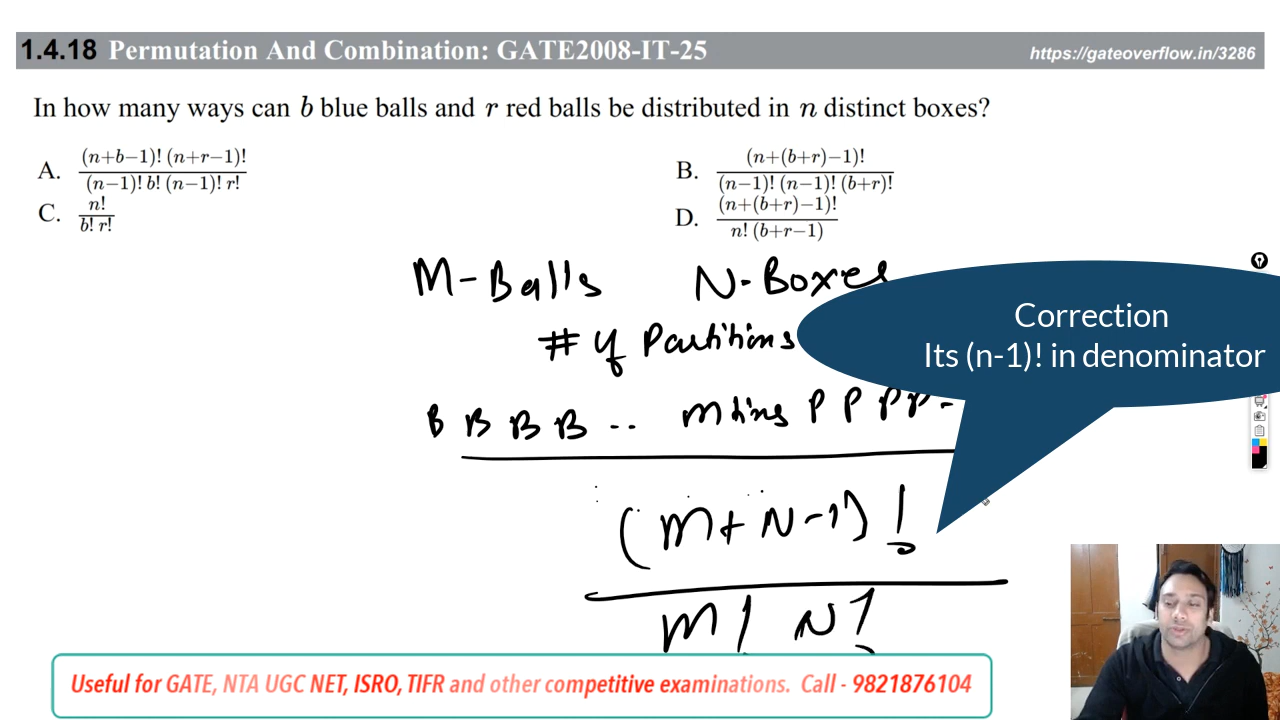 1.4.18 Permutation And Combination: GATE2008-IT-25
https://gateoverflow.in/3286
In how many ways can b blue balls and r red balls be distributed in n distinct boxes?
A. (n+b−1)! (n+r−1)! / (n−1)! b! (n−1)! r!
B. (n+(b+r)−1)! / (n−1)! (n−1)! (b+r)!
C. n! / b! r!
D. (n+(b+r)−1)! / n! (b+r−1)
M-Balls N-Boxes
# of Partitions
Correction
Its (n-1)! in denominator
B B B B .. m times P P P P -
(M+N-1)!
M! N!
Useful for GATE, NTA UGC NET, ISRO, TIFR and other competitive examinations. Call - 9821876104